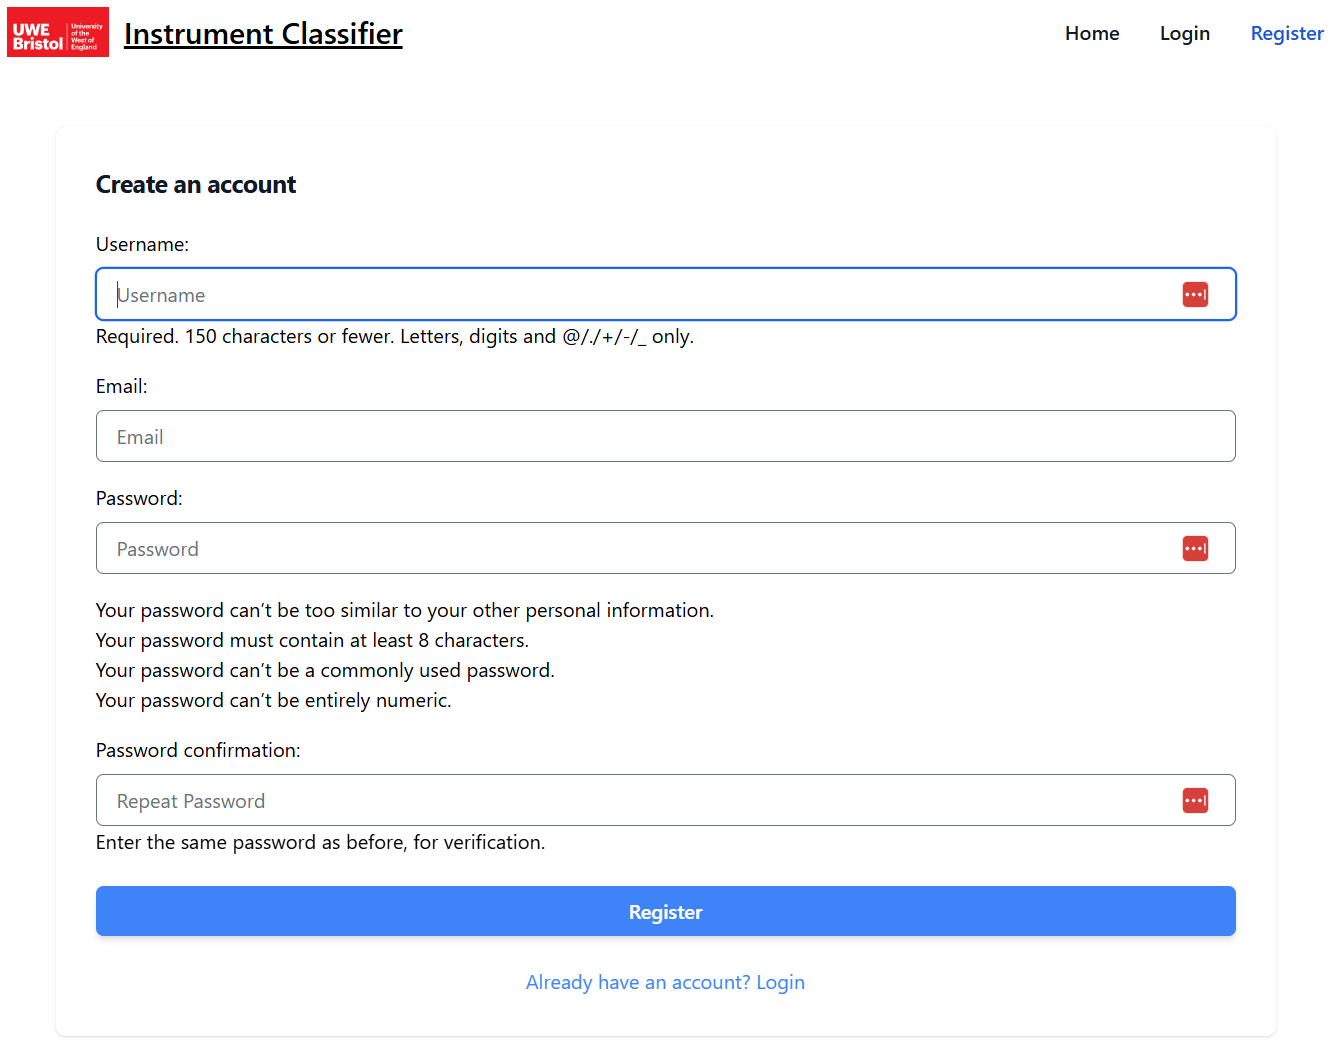 UWE Bristol University of the West of England
Instrument Classifier
Home Login Register
Create an account
Username:
Username
Required. 150 characters or fewer. Letters, digits and @/./+/-/_ only.
Email:
Email
Password:
Password
Your password can’t be too similar to your other personal information.
Your password must contain at least 8 characters.
Your password can’t be a commonly used password.
Your password can’t be entirely numeric.
Password confirmation:
Repeat Password
Enter the same password as before, for verification.
Register
Already have an account? Login